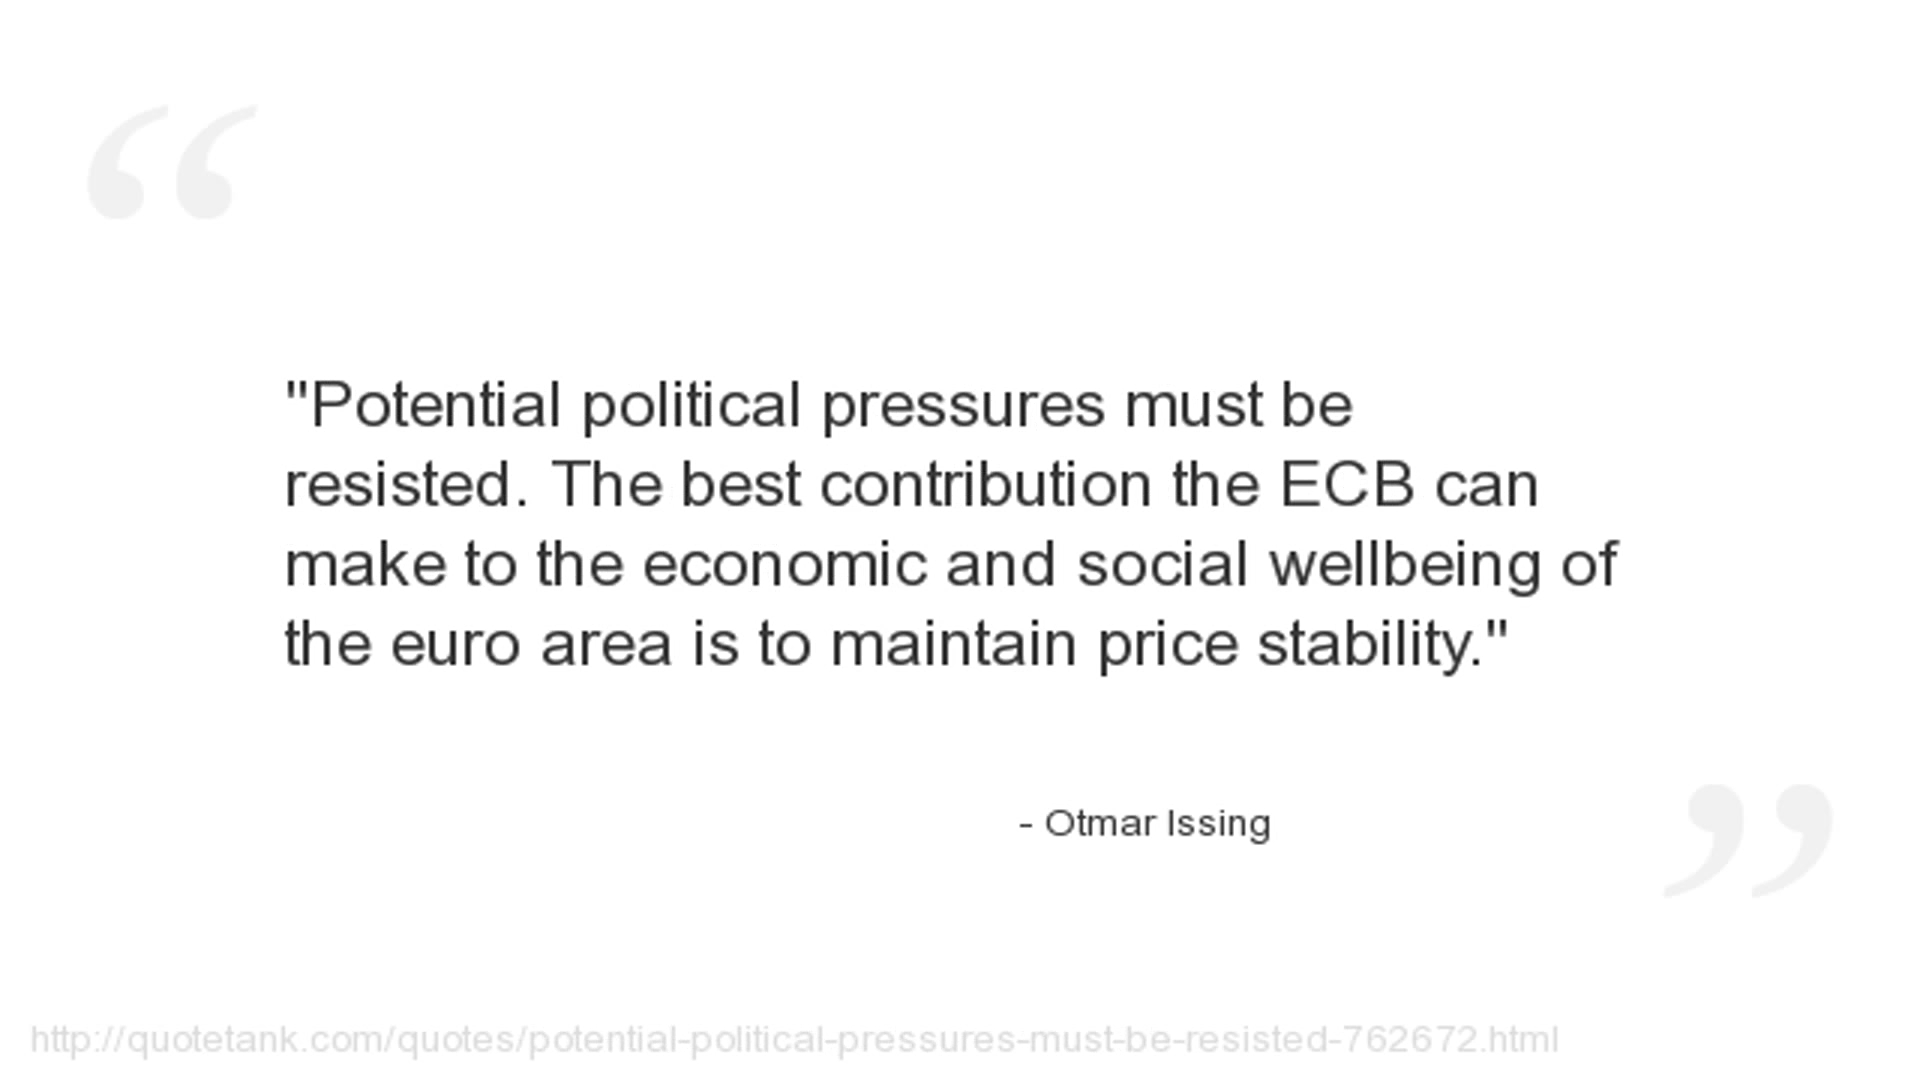 "Potential political pressures must be
resisted. The best contribution the ECB can
make to the economic and social wellbeing of
the euro area is to maintain price stability."
- Otmar Issing
http://quotetank.com/quotes/potential-political-pressures-must-be-resisted-762672.html